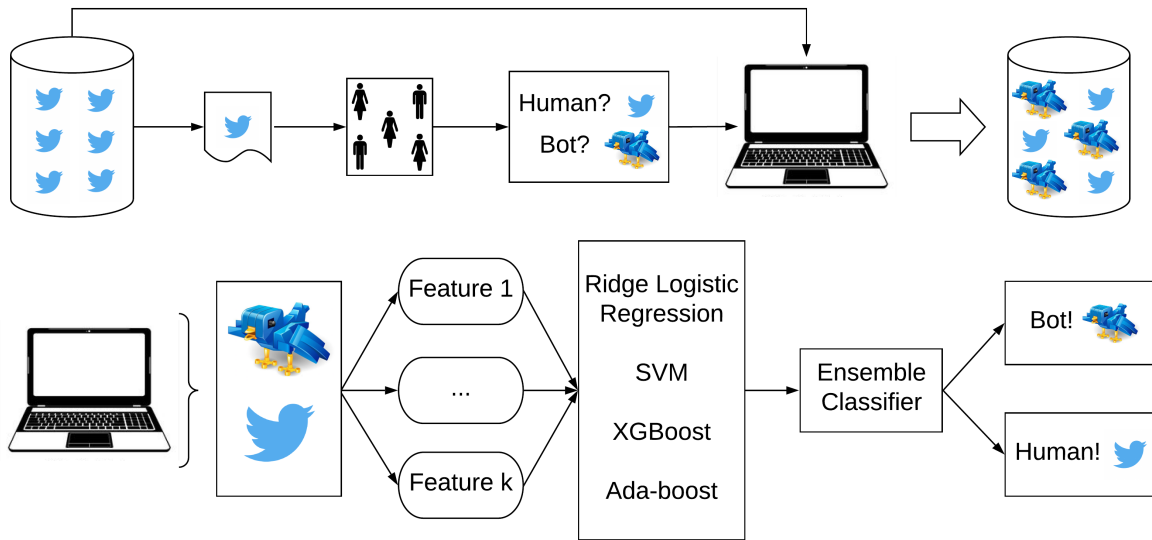 Human?
Bot?
Feature 1
...
Feature k
Ridge Logistic
Regression
SVM
XGBoost
Ada-boost
Ensemble
Classifier
Bot!
Human!